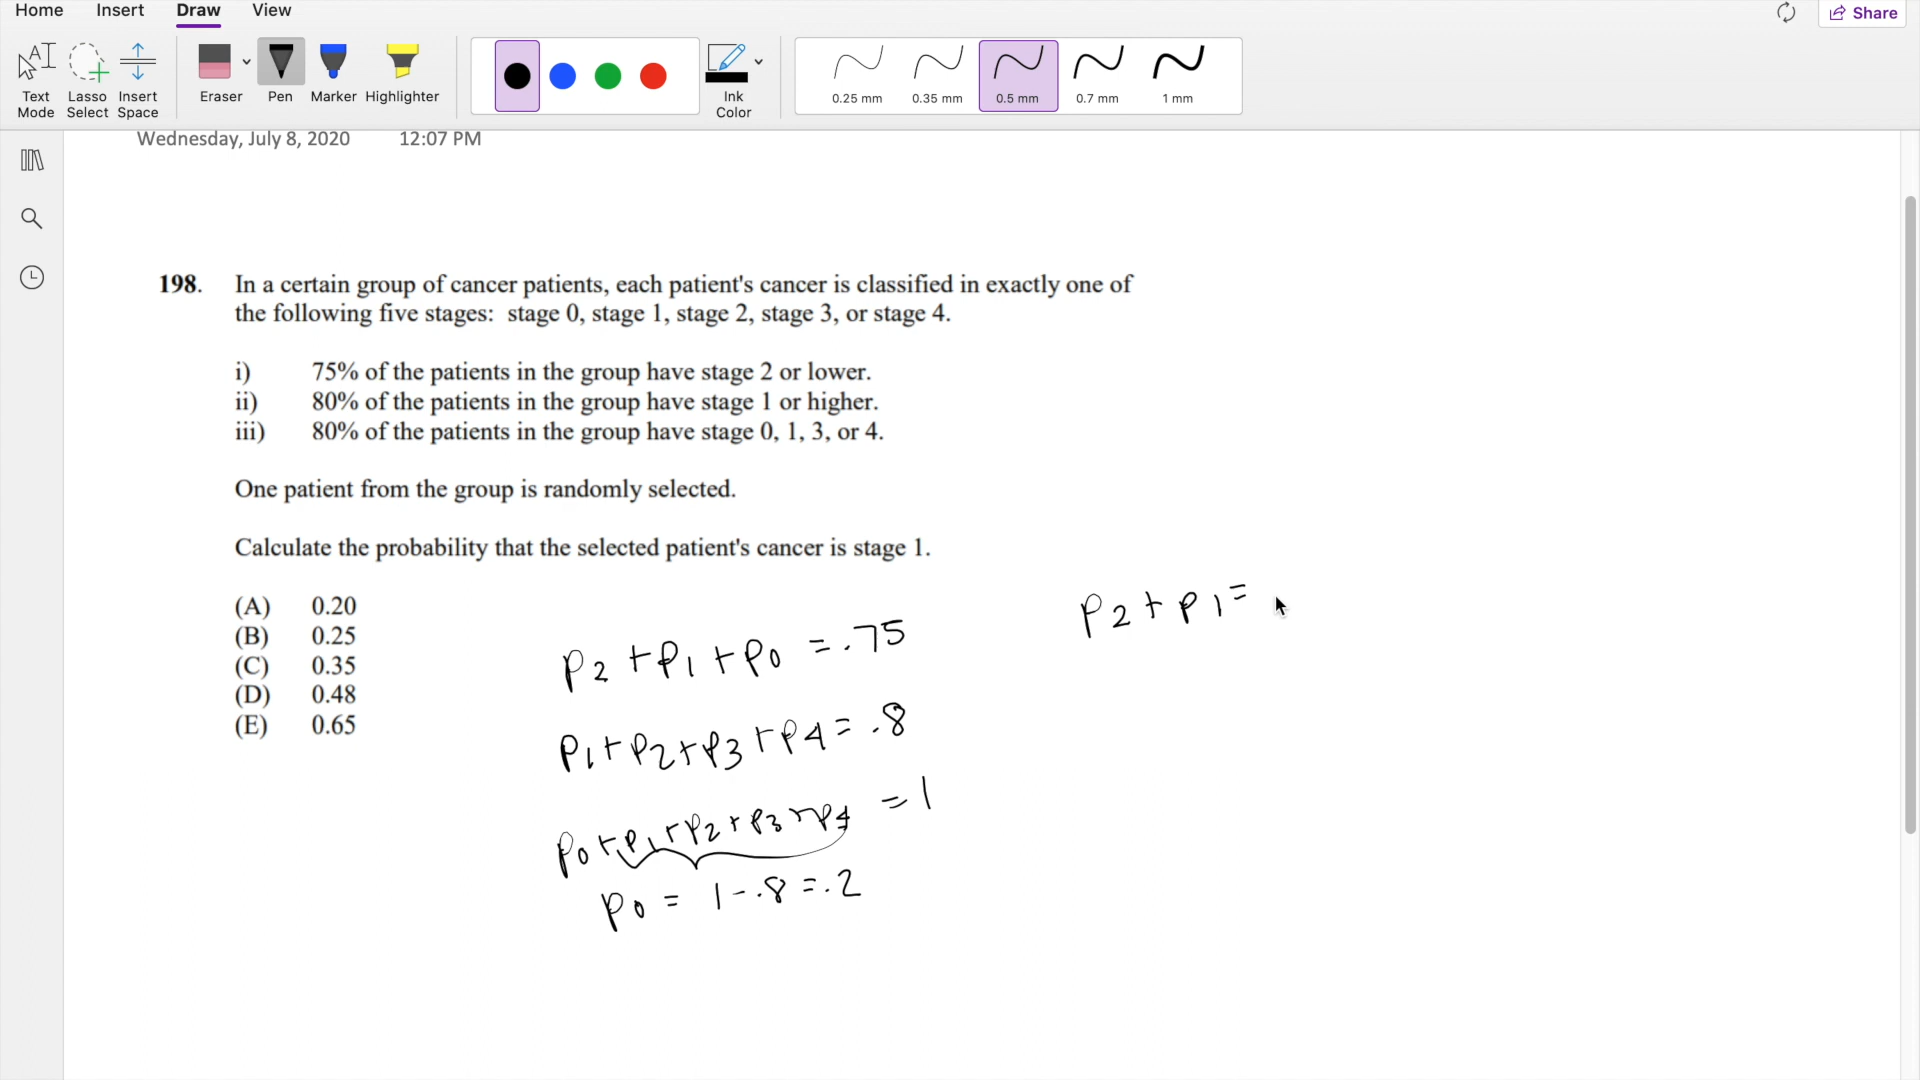 Home Insert Draw View Share
Text Mode Lasso Select Insert Space Eraser Pen Marker Highlighter Ink Color 0.25 mm 0.35 mm 0.5 mm 0.7 mm 1 mm
Wednesday, July 8, 2020 12:07 PM
198. In a certain group of cancer patients, each patient's cancer is classified in exactly one of
the following five stages: stage 0, stage 1, stage 2, stage 3, or stage 4.
i) 75% of the patients in the group have stage 2 or lower.
ii) 80% of the patients in the group have stage 1 or higher.
iii) 80% of the patients in the group have stage 0, 1, 3, or 4.
One patient from the group is randomly selected.
Calculate the probability that the selected patient's cancer is stage 1.
(A) 0.20
(B) 0.25
(C) 0.35
(D) 0.48
(E) 0.65
P2 + P1 + P0 = .75
P1 + P2 + P3 + P4 = .8
P0 + P1 + P2 + P3 + P4 = 1
P0 = 1 - .8 = .2
P2 + P1 =